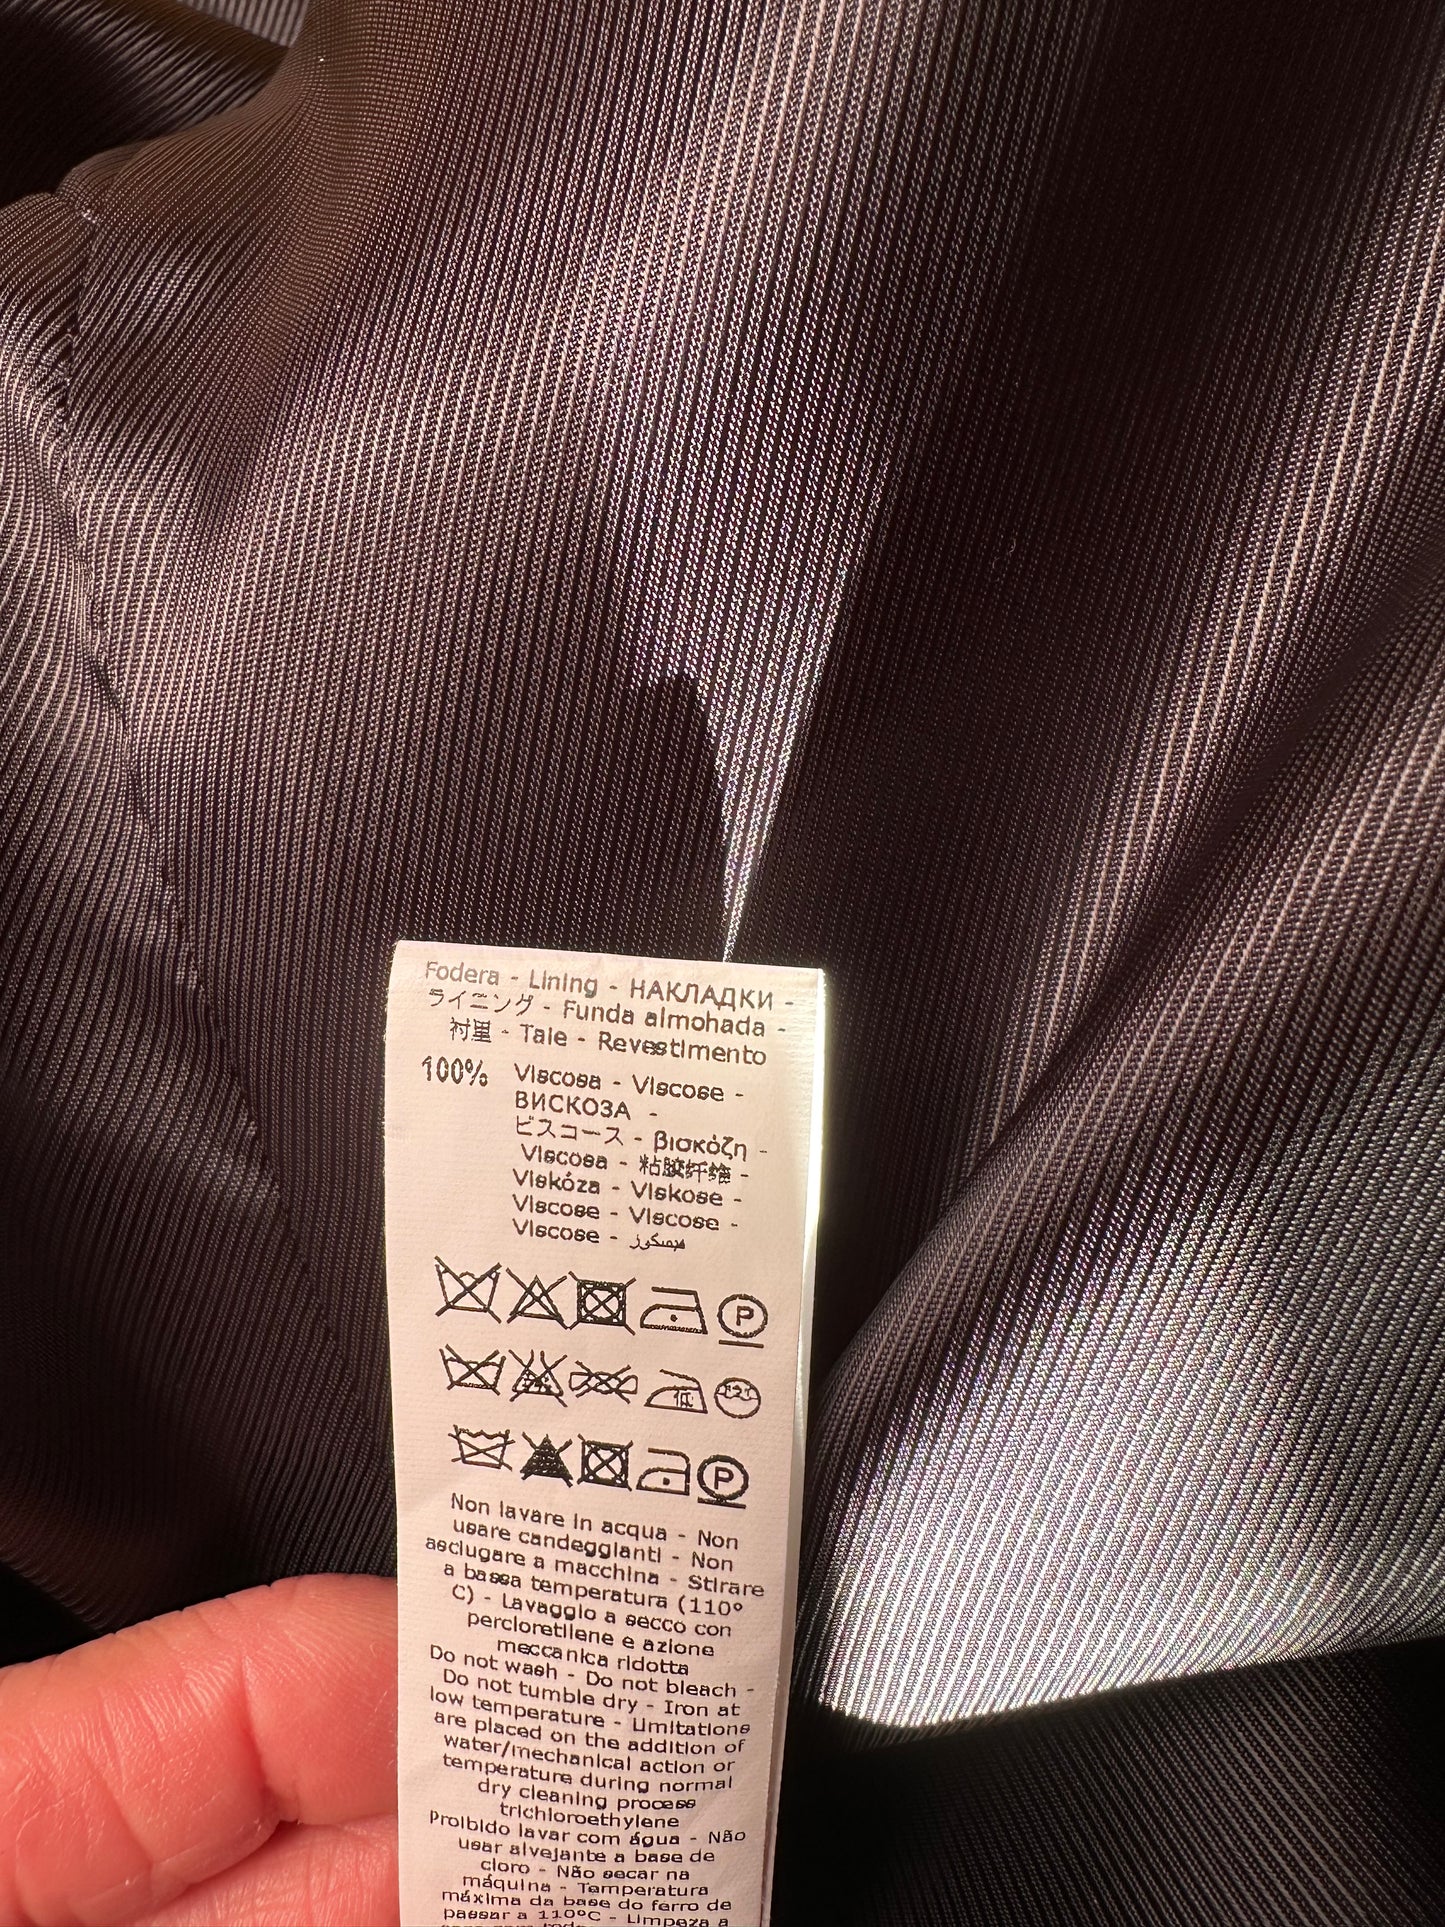 Fodera - Lining - НАКЛАДКИ -
ライニング - Funda almohada -
衬里 - Taie - Revestimento
100% Viscosa - Viscose -
ВИСКОЗА -
ビスコース - βισκόζη -
Viscosa - 粘胶纤维 -
Viskóza - Viskose -
Viscose - Viscose -
Viscose - فيسكوز
P
低
P
Non lavare in acqua - Non
usare candeggianti - Non
asciugare a macchina - Stirare
a bassa temperatura (110°
C) - Lavaggio a secco con
percloretilene e azione
meccanica ridotta
Do not wash - Do not bleach -
Do not tumble dry - Iron at
low temperature - Limitations
are placed on the addition of
water/mechanical action or
temperature during normal
dry cleaning process
trichloroethylene
Proibido lavar com água - Não
usar alvejante a base de
cloro - Não secar na
máquina - Temperatura
máxima da base do ferro de
passar a 110°C - Limpeza a